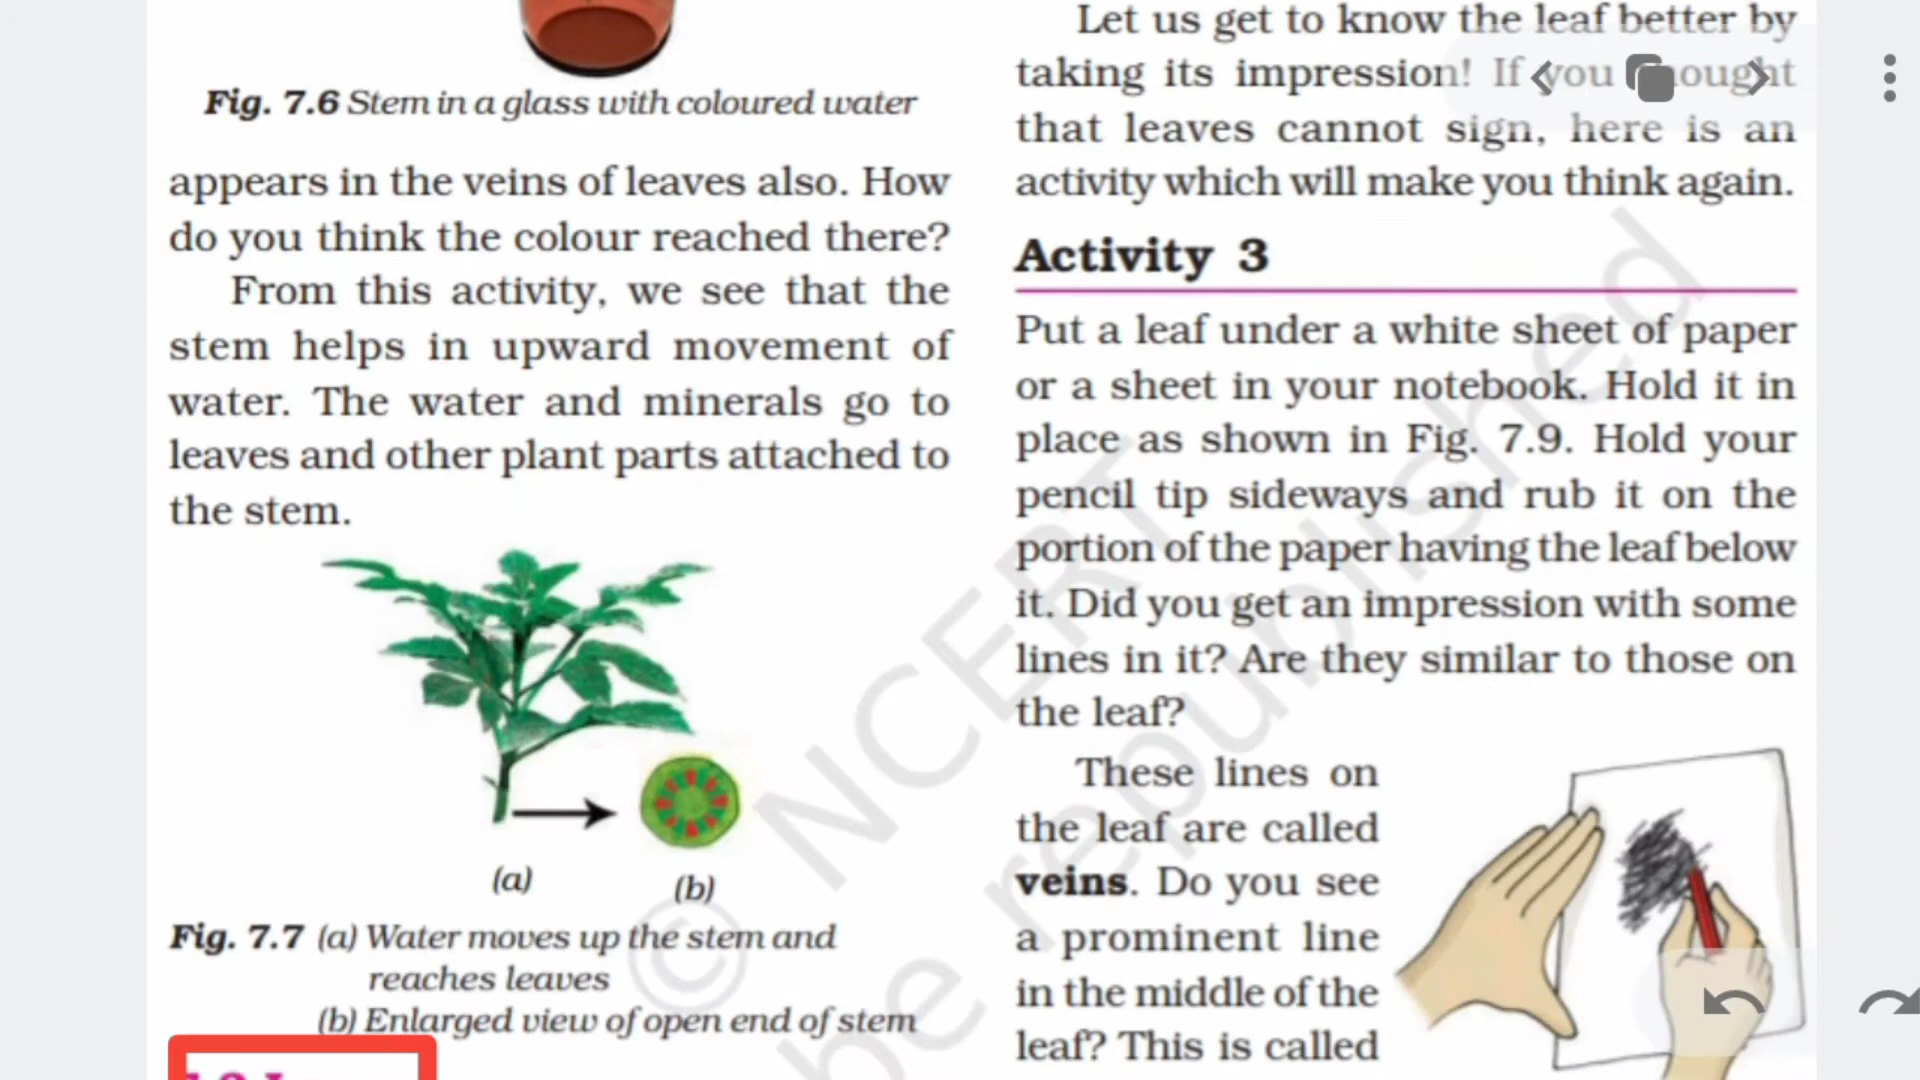 Fig. 7.6 Stem in a glass with coloured water
appears in the veins of leaves also. How
do you think the colour reached there?
From this activity, we see that the
stem helps in upward movement of
water. The water and minerals go to
leaves and other plant parts attached to
the stem.
(a)
(b)
Fig. 7.7 (a) Water moves up the stem and
reaches leaves
(b) Enlarged view of open end of stem
Let us get to know the leaf better by
taking its impression! If you thought
that leaves cannot sign, here is an
activity which will make you think again.
Activity 3
Put a leaf under a white sheet of paper
or a sheet in your notebook. Hold it in
place as shown in Fig. 7.9. Hold your
pencil tip sideways and rub it on the
portion of the paper having the leaf below
it. Did you get an impression with some
lines in it? Are they similar to those on
the leaf?
These lines on
the leaf are called
veins. Do you see
a prominent line
in the middle of the
leaf? This is called
© NCERT
be republished